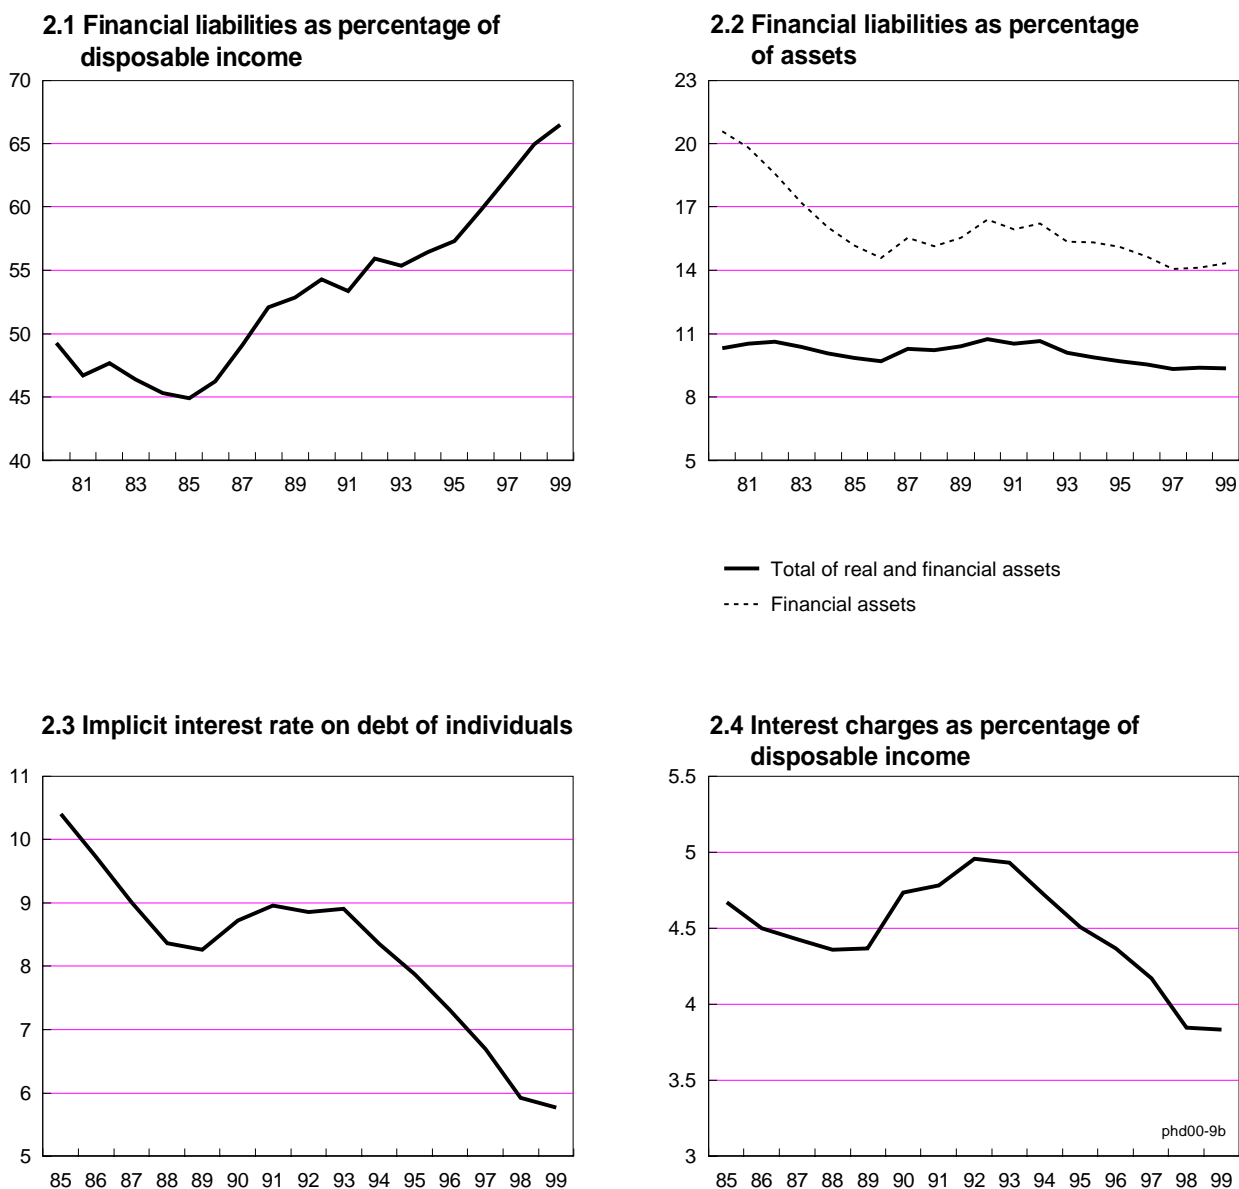 2.1 Financial liabilities as percentage of
disposable income
70
65
60
55
50
45
40
81 83 85 87 89 91 93 95 97 99
2.2 Financial liabilities as percentage
of assets
23
20
17
14
11
8
5
81 83 85 87 89 91 93 95 97 99
Total of real and financial assets
Financial assets
2.3 Implicit interest rate on debt of individuals
11
10
9
8
7
6
5
85 86 87 88 89 90 91 92 93 94 95 96 97 98 99
2.4 Interest charges as percentage of
disposable income
5.5
5
4.5
4
3.5
3
phd00-9b
85 86 87 88 89 90 91 92 93 94 95 96 97 98 99